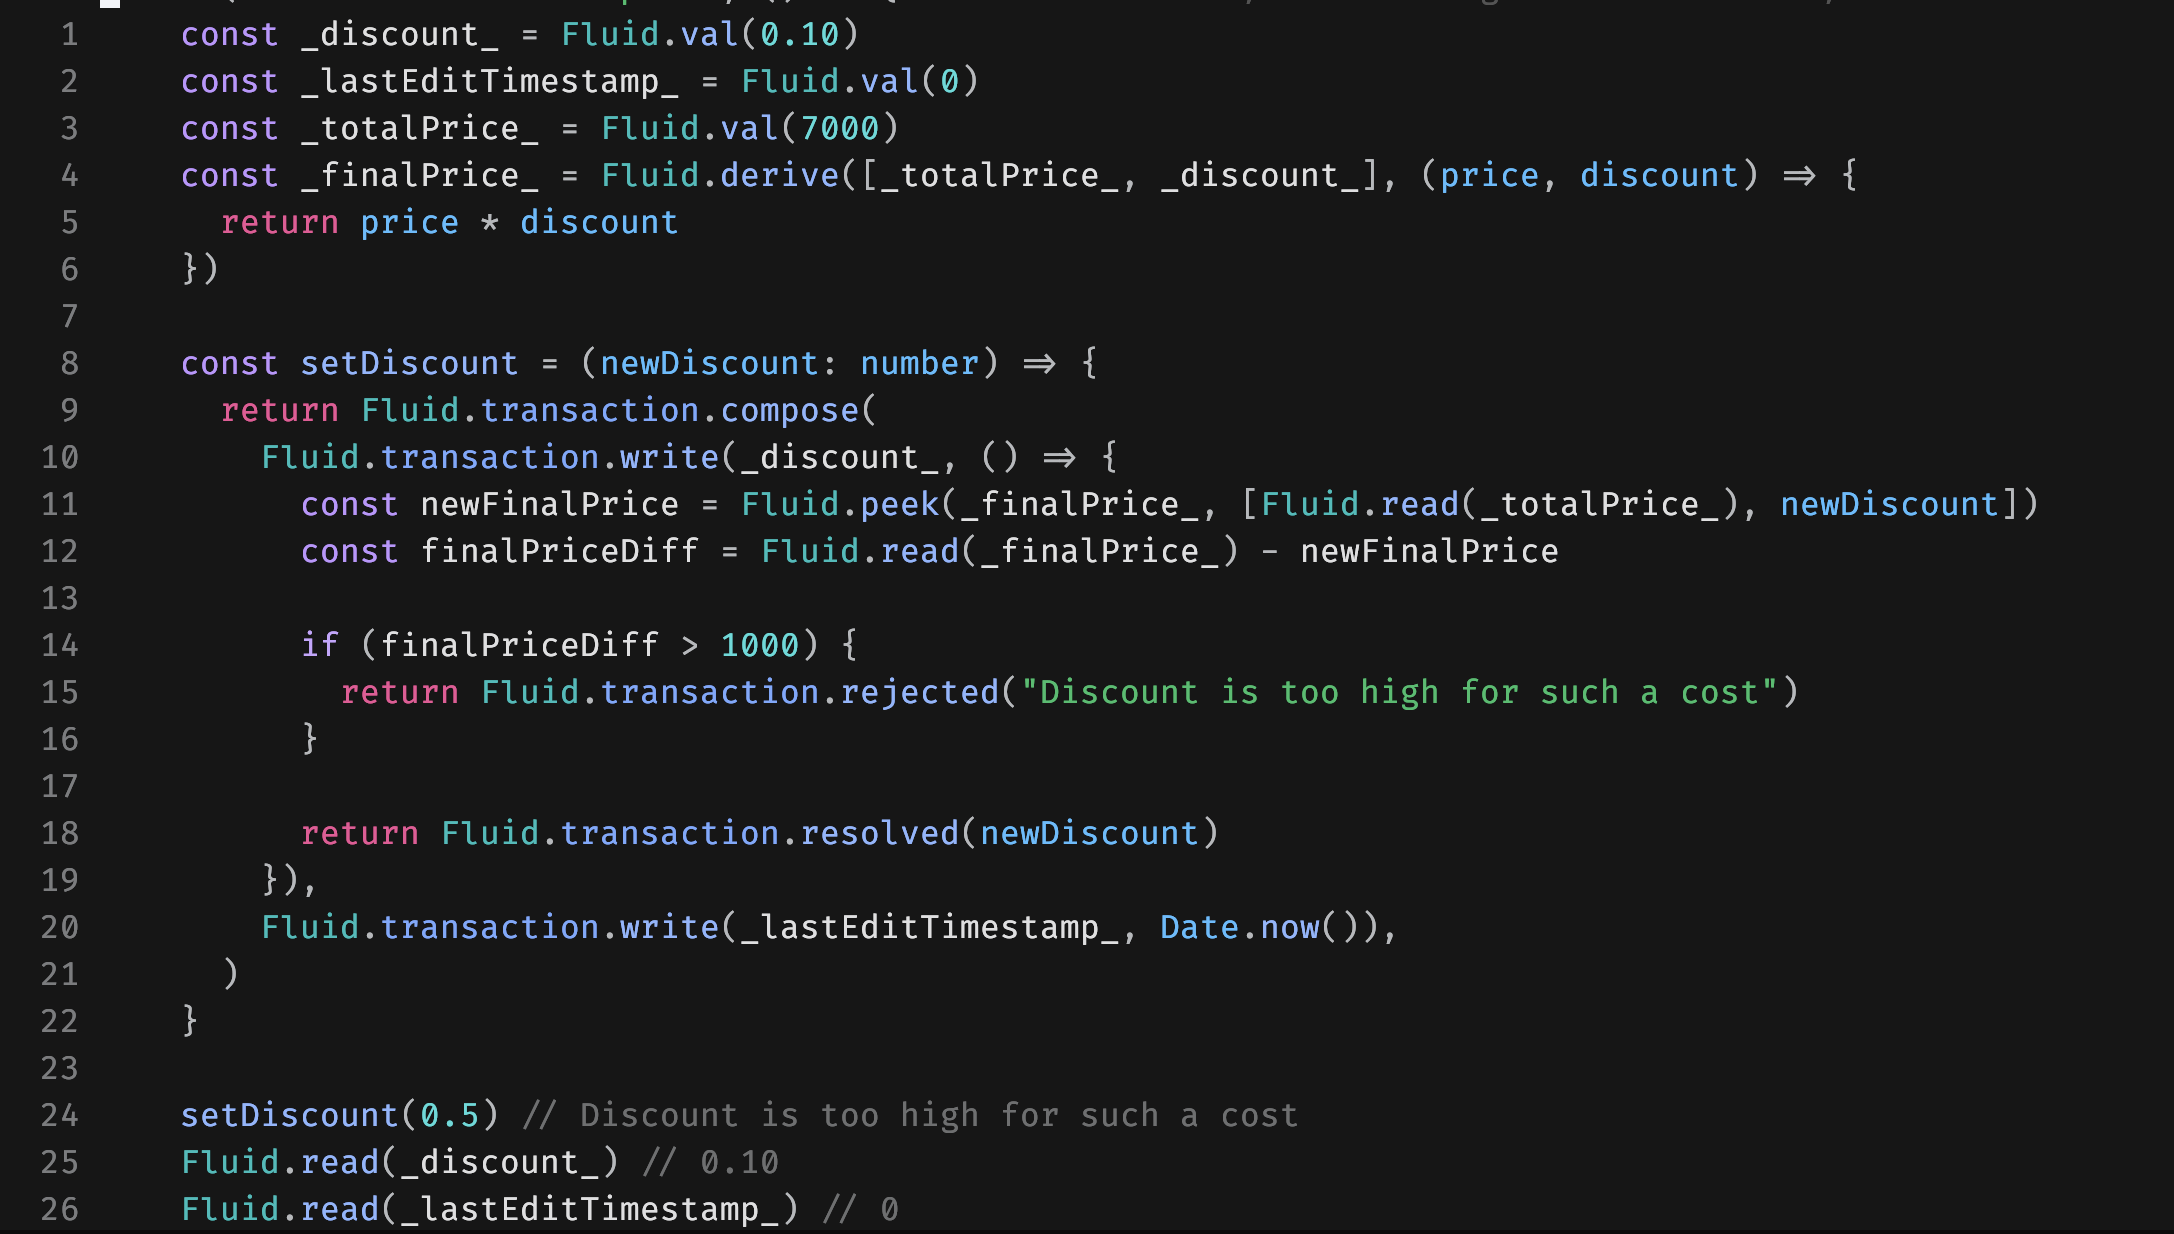 1 const _discount_ = Fluid.val(0.10)
2 const _lastEditTimestamp_ = Fluid.val(0)
3 const _totalPrice_ = Fluid.val(7000)
4 const _finalPrice_ = Fluid.derive([_totalPrice_, _discount_], (price, discount) => {
5 return price * discount
6 })
7
8 const setDiscount = (newDiscount: number) => {
9 return Fluid.transaction.compose(
10 Fluid.transaction.write(_discount_, () => {
11 const newFinalPrice = Fluid.peek(_finalPrice_, [Fluid.read(_totalPrice_), newDiscount])
12 const finalPriceDiff = Fluid.read(_finalPrice_) - newFinalPrice
13
14 if (finalPriceDiff > 1000) {
15 return Fluid.transaction.rejected("Discount is too high for such a cost")
16 }
17
18 return Fluid.transaction.resolved(newDiscount)
19 }),
20 Fluid.transaction.write(_lastEditTimestamp_, Date.now()),
21 )
22 }
23
24 setDiscount(0.5) // Discount is too high for such a cost
25 Fluid.read(_discount_) // 0.10
26 Fluid.read(_lastEditTimestamp_) // 0